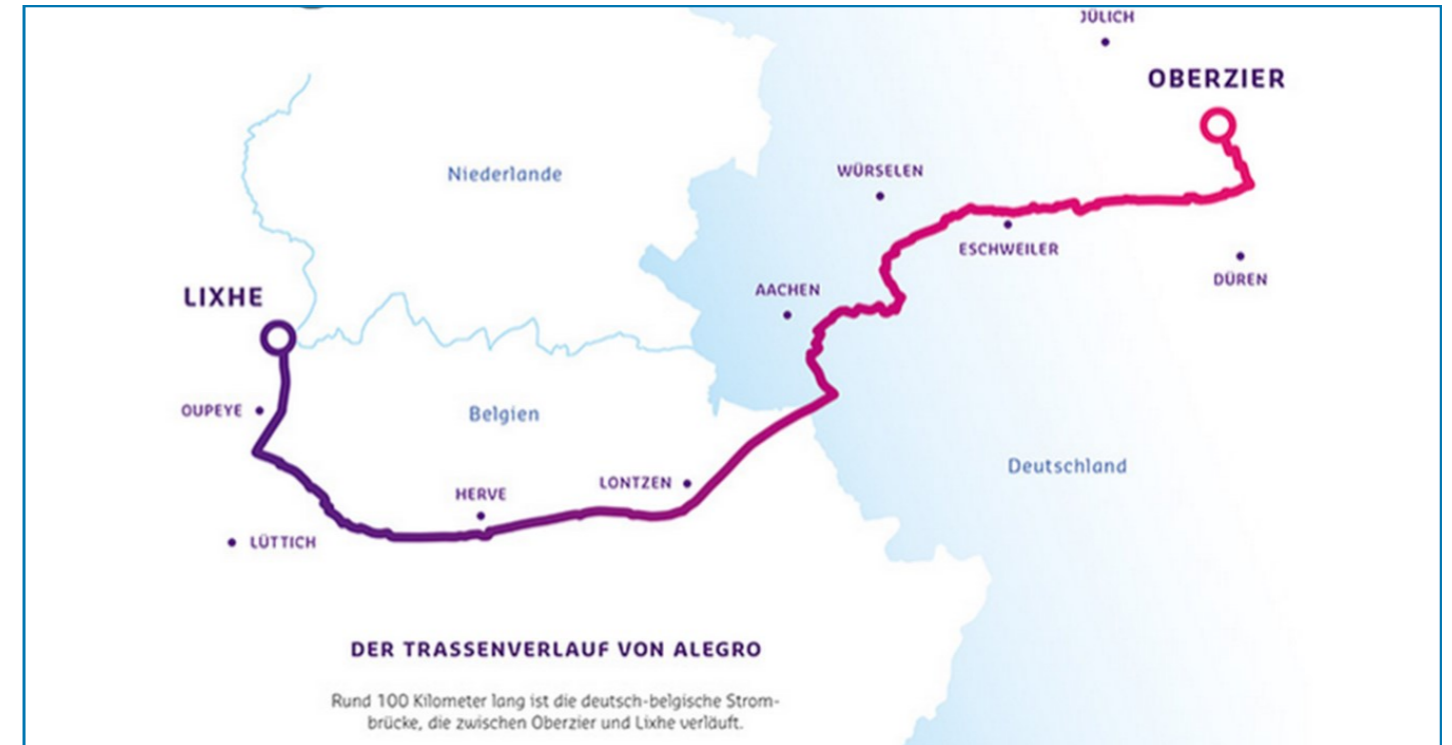 JÜLICH
OBERZIER
WÜRSELEN
Niederlande
ESCHWEILER
DÜREN
AACHEN
LIXHE
OUPEYE
Belgien
Deutschland
LONTZEN
HERVE
LÜTTICH
DER TRASSENVERLAUF VON ALEGRO
Rund 100 Kilometer lang ist die deutsch-belgische Strom-
brücke, die zwischen Oberzier und Lixhe verläuft.